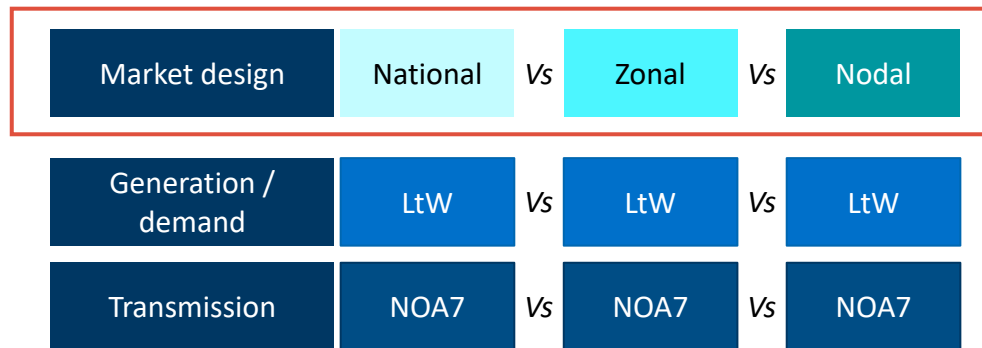 Market design National Vs Zonal Vs Nodal
Generation /
demand
LtW Vs LtW Vs LtW
Transmission NOA7 Vs NOA7 Vs NOA7